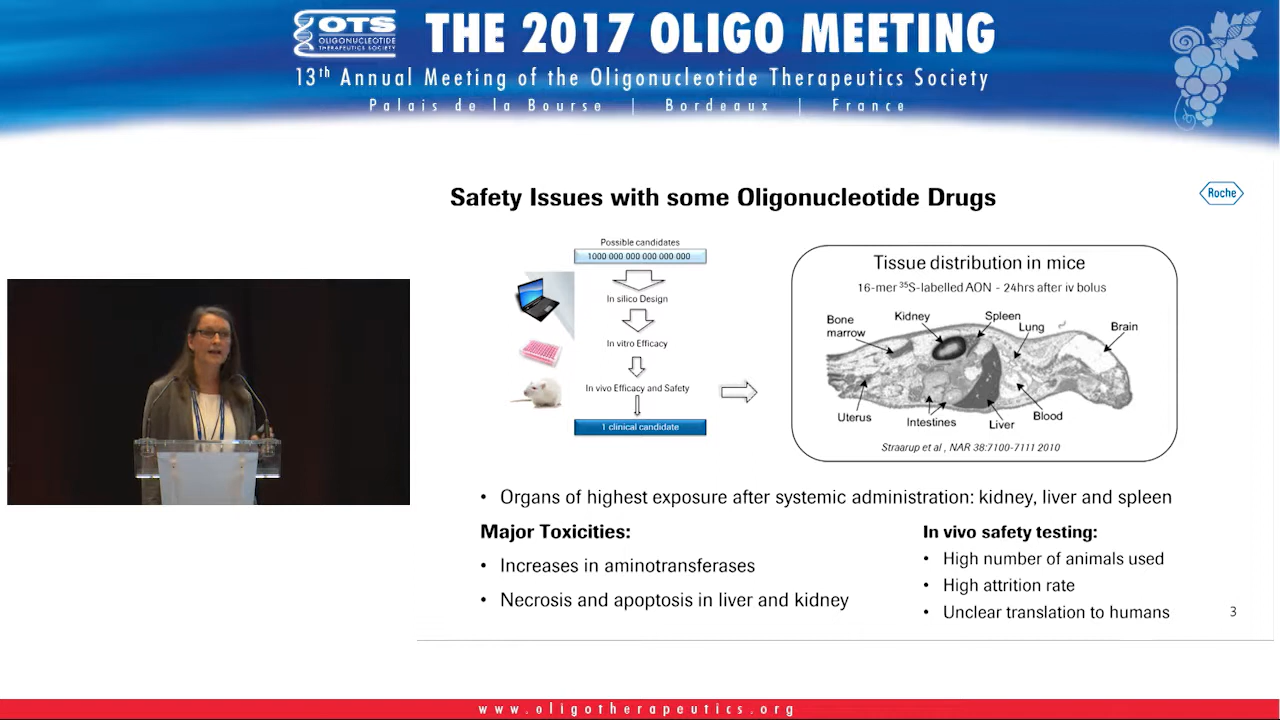 OTS
OLIGONUCLEOTIDE
THERAPEUTICS SOCIETY
THE 2017 OLIGO MEETING
13th Annual Meeting of the Oligonucleotide Therapeutics Society
Palais de la Bourse | Bordeaux | France
Safety Issues with some Oligonucleotide Drugs
Roche
Possible candidates
1000 000 000 000 000 000
In silico Design
In vitro Efficacy
In vivo Efficacy and Safety
1 clinical candidate
Tissue distribution in mice
16-mer 35S-labelled AON - 24hrs after iv bolus
Bone
marrow
Kidney
Spleen
Lung
Brain
Uterus
Intestines
Liver
Blood
Straarup et al , NAR 38:7100-7111 2010
• Organs of highest exposure after systemic administration: kidney, liver and spleen
Major Toxicities:
• Increases in aminotransferases
• Necrosis and apoptosis in liver and kidney
In vivo safety testing:
• High number of animals used
• High attrition rate
• Unclear translation to humans
3
www.oligotherapeutics.org